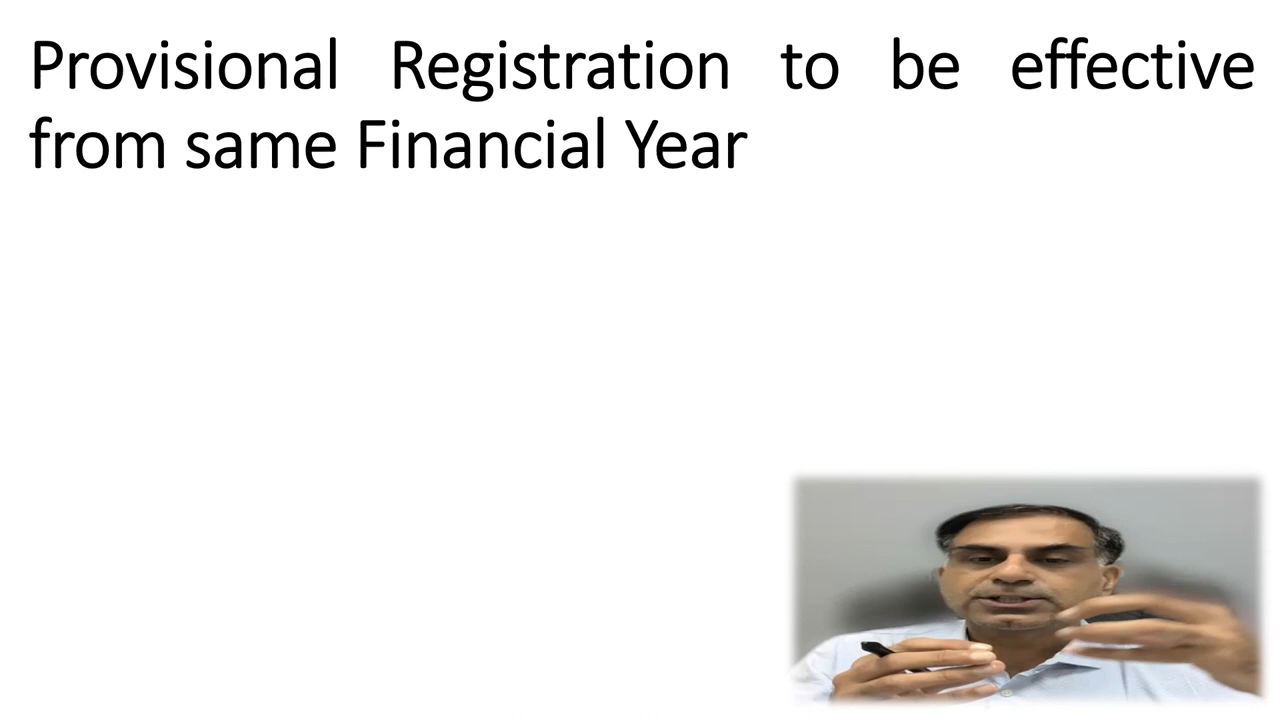 Provisional Registration to be effective
from same Financial Year